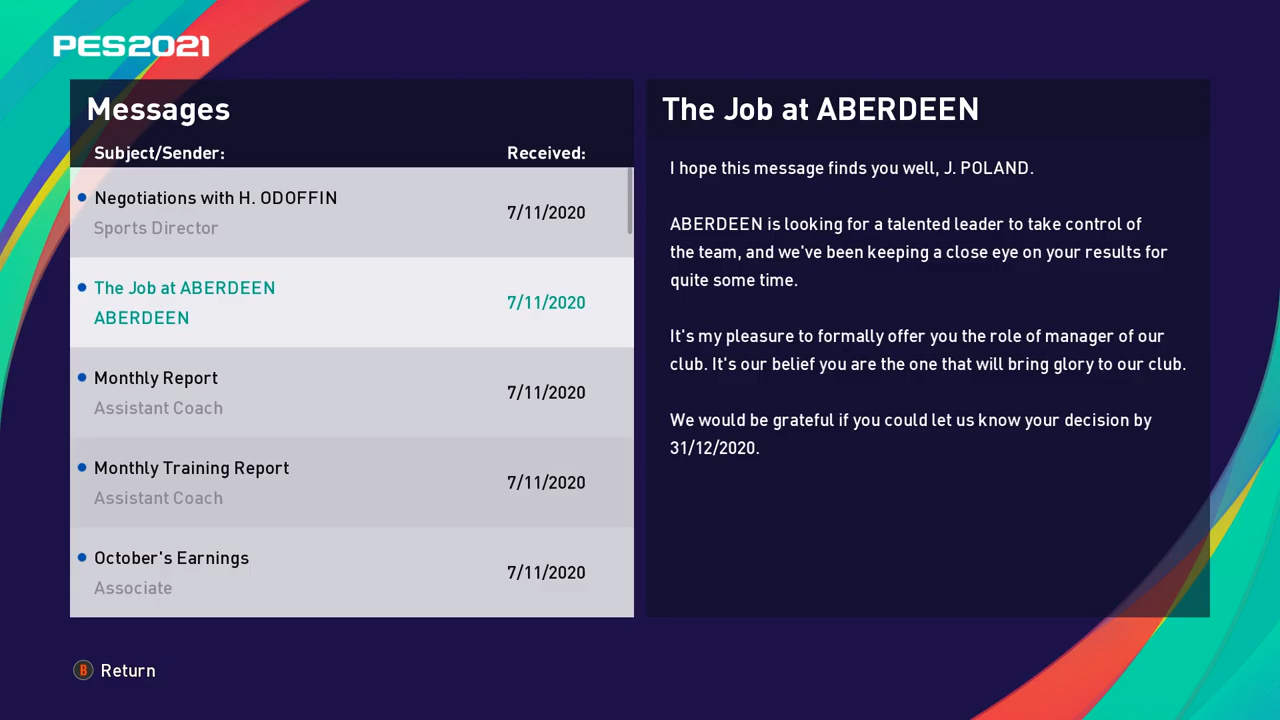 PES2021
Messages
Subject/Sender:
Received:
Negotiations with H. ODOFFIN
Sports Director
7/11/2020
The Job at ABERDEEN
ABERDEEN
7/11/2020
Monthly Report
Assistant Coach
7/11/2020
Monthly Training Report
Assistant Coach
7/11/2020
October's Earnings
Associate
7/11/2020
The Job at ABERDEEN
I hope this message finds you well, J. POLAND.
ABERDEEN is looking for a talented leader to take control of
the team, and we've been keeping a close eye on your results for
quite some time.
It's my pleasure to formally offer you the role of manager of our
club. It's our belief you are the one that will bring glory to our club.
We would be grateful if you could let us know your decision by
31/12/2020.
B Return